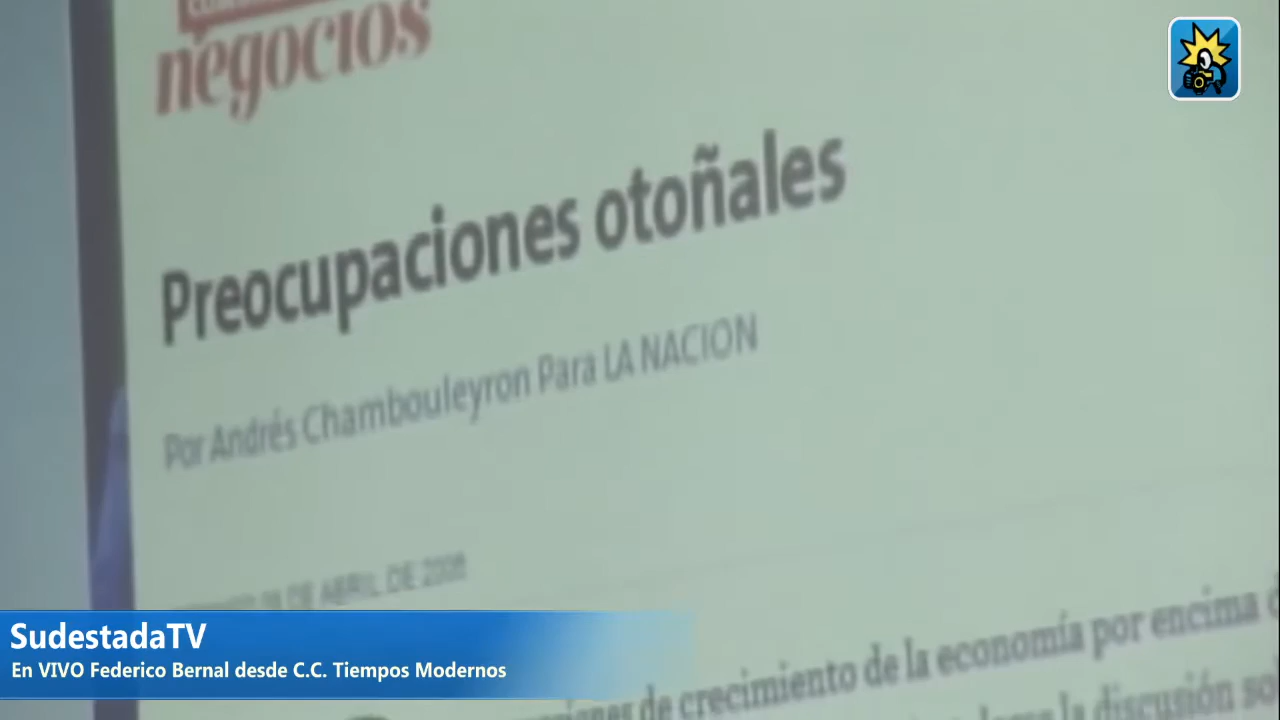 negocios
Preocupaciones otoñales
Por Andrés Chambouleyron Para LA NACION
DE ABRIL DE 2008
de crecimiento de la economía por encima
la discusión
SudestadaTV
En VIVO Federico Bernal desde C.C. Tiempos Modernos